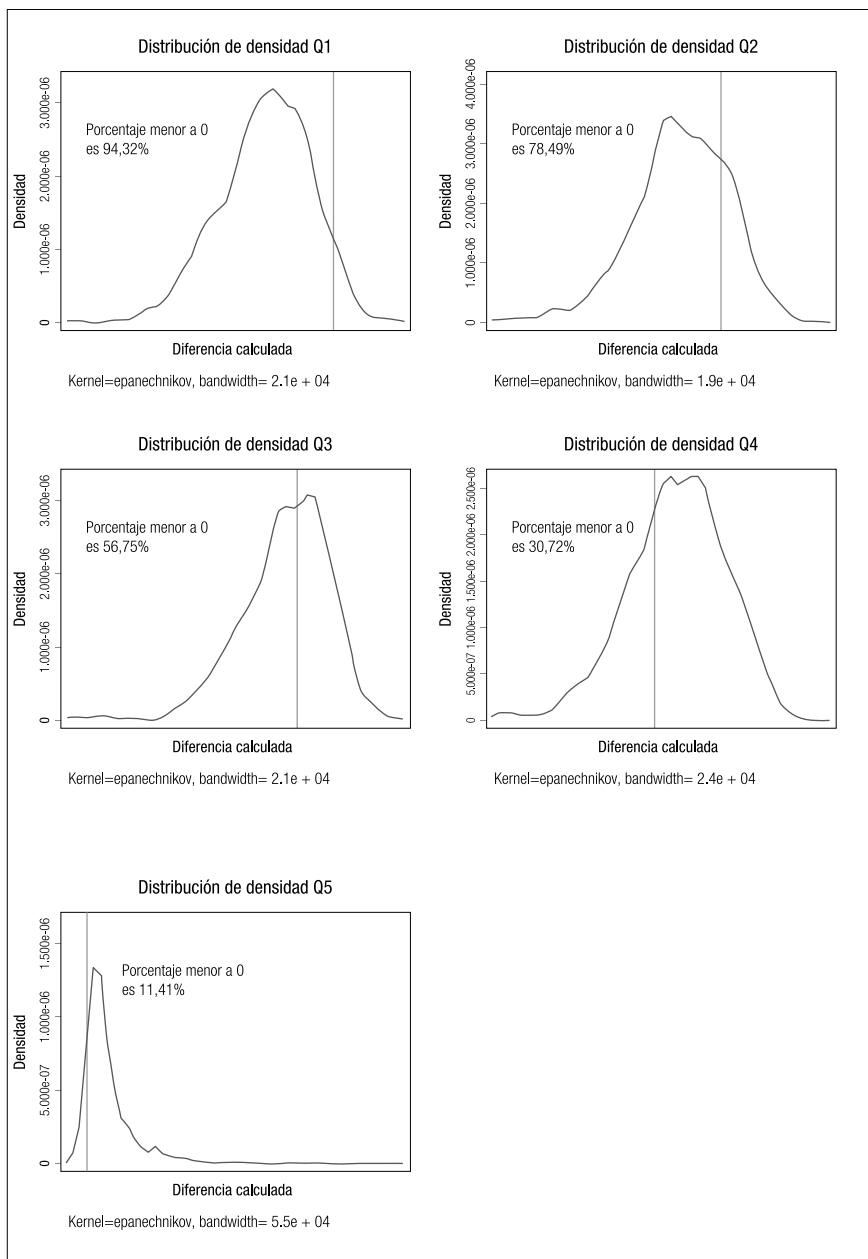 Distribución de densidad Q1
Densidad
0
1.000e-06
2.000e-06
3.000e-06
Porcentaje menor a 0
es 94,32%
Diferencia calculada
Kernel=epanechnikov, bandwidth= 2.1e + 04
Distribución de densidad Q2
Densidad
0
1.000e-06
2.000e-06
3.000e-06
4.000e-06
Porcentaje menor a 0
es 78,49%
Diferencia calculada
Kernel=epanechnikov, bandwidth= 1.9e + 04
Distribución de densidad Q3
Densidad
0
1.000e-06
2.000e-06
3.000e-06
Porcentaje menor a 0
es 56,75%
Diferencia calculada
Kernel=epanechnikov, bandwidth= 2.1e + 04
Distribución de densidad Q4
Densidad
0
5.000e-07
1.000e-06
1.500e-06
2.000e-06
2.500e-06
Porcentaje menor a 0
es 30,72%
Diferencia calculada
Kernel=epanechnikov, bandwidth= 2.4e + 04
Distribución de densidad Q5
Densidad
0
5.000e-07
1.000e-06
1.500e-06
Porcentaje menor a 0
es 11,41%
Diferencia calculada
Kernel=epanechnikov, bandwidth= 5.5e + 04